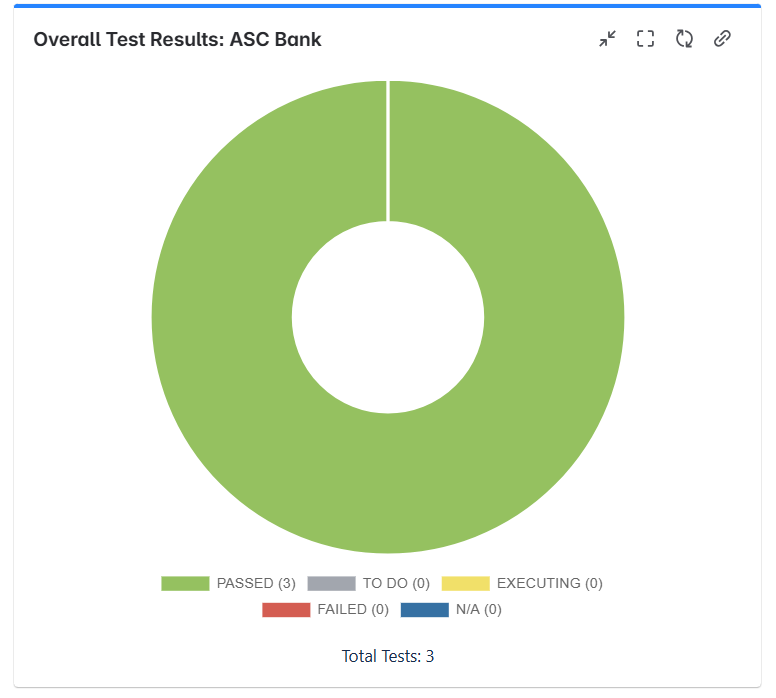 Overall Test Results: ASC Bank
PASSED (3) TO DO (0) EXECUTING (0)
FAILED (0) N/A (0)
Total Tests: 3